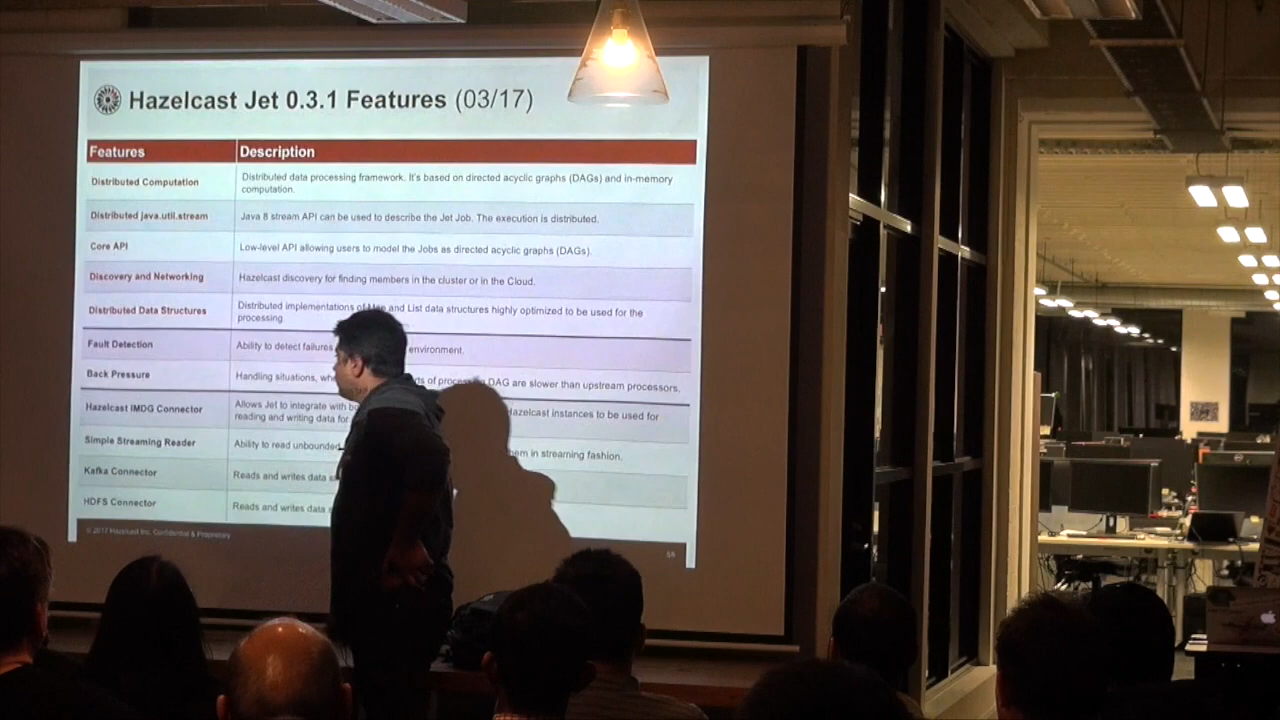 Hazelcast Jet 0.3.1 Features (03/17)
Features Description
Distributed Computation Distributed data processing framework. It's based on directed acyclic graphs (DAGs) and in-memory
computation.
Distributed java.util.stream Java 8 stream API can be used to describe the Jet Job. The execution is distributed.
Core API Low-level API allowing users to model the Jobs as directed acyclic graphs (DAGs).
Discovery and Networking Hazelcast discovery for finding members in the cluster or in the Cloud.
Distributed Data Structures Distributed implementations of Map and List data structures highly optimized to be used for the
processing.
Fault Detection Ability to detect failures environment.
Back Pressure Handling situations, of processing DAG are slower than upstream processors.
Hazelcast IMDG Connector Allows Jet to integrate with Hazelcast instances to be used for
reading and writing data for
Simple Streaming Reader Ability to read unbounded in streaming fashion.
Kafka Connector Reads and writes data
HDFS Connector Reads and writes data
© 2017 Hazelcast Inc. Confidential & Proprietary